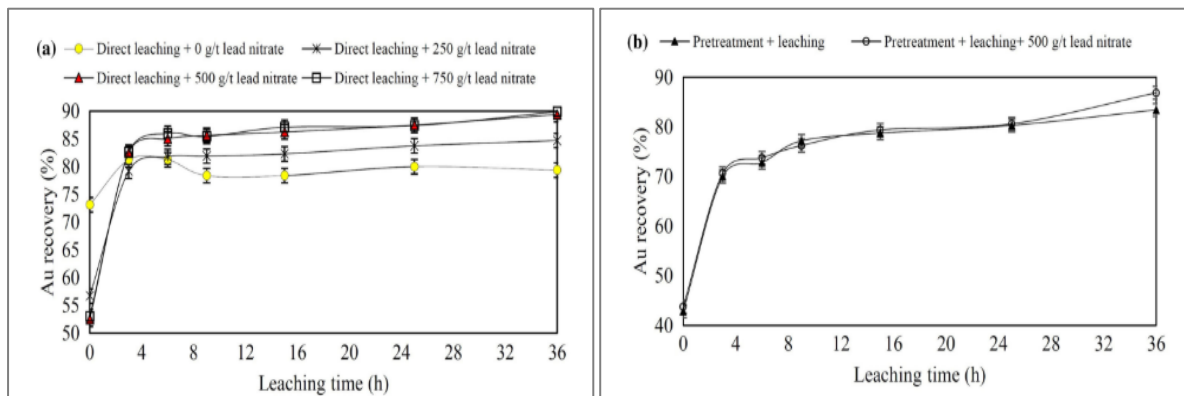 (a)
Direct leaching + 0 g/t lead nitrate
Direct leaching + 250 g/t lead nitrate
Direct leaching + 500 g/t lead nitrate
Direct leaching + 750 g/t lead nitrate
Au recovery (%)
90
85
80
75
70
65
60
55
50
0 4 8 12 16 20 24 28 32 36
Leaching time (h)
(b)
Pretreatment + leaching
Pretreatment + leaching+ 500 g/t lead nitrate
Au recovery (%)
90
80
70
60
50
40
0 4 8 12 16 20 24 28 32 36
Leaching time (h)